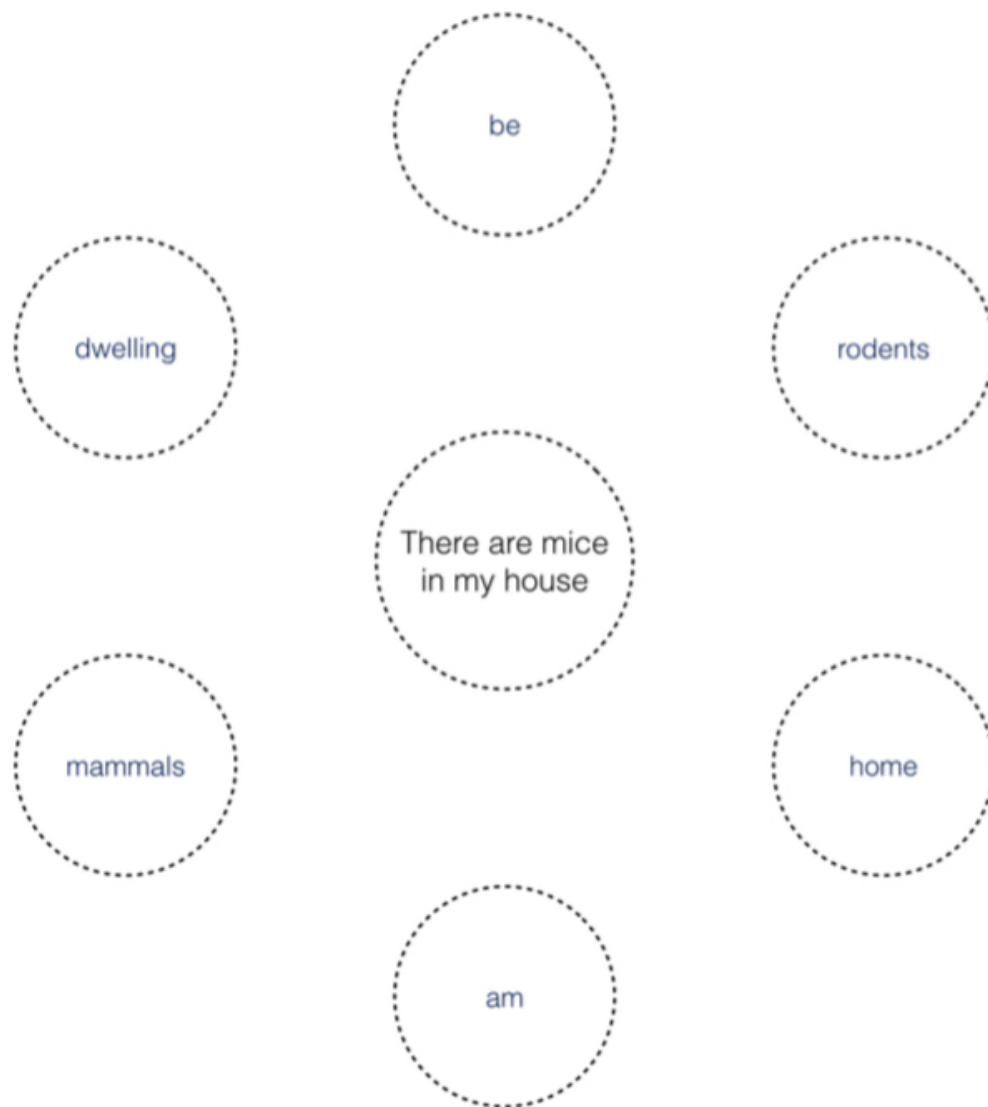 be
dwelling
rodents
There are mice
in my house
mammals
home
am